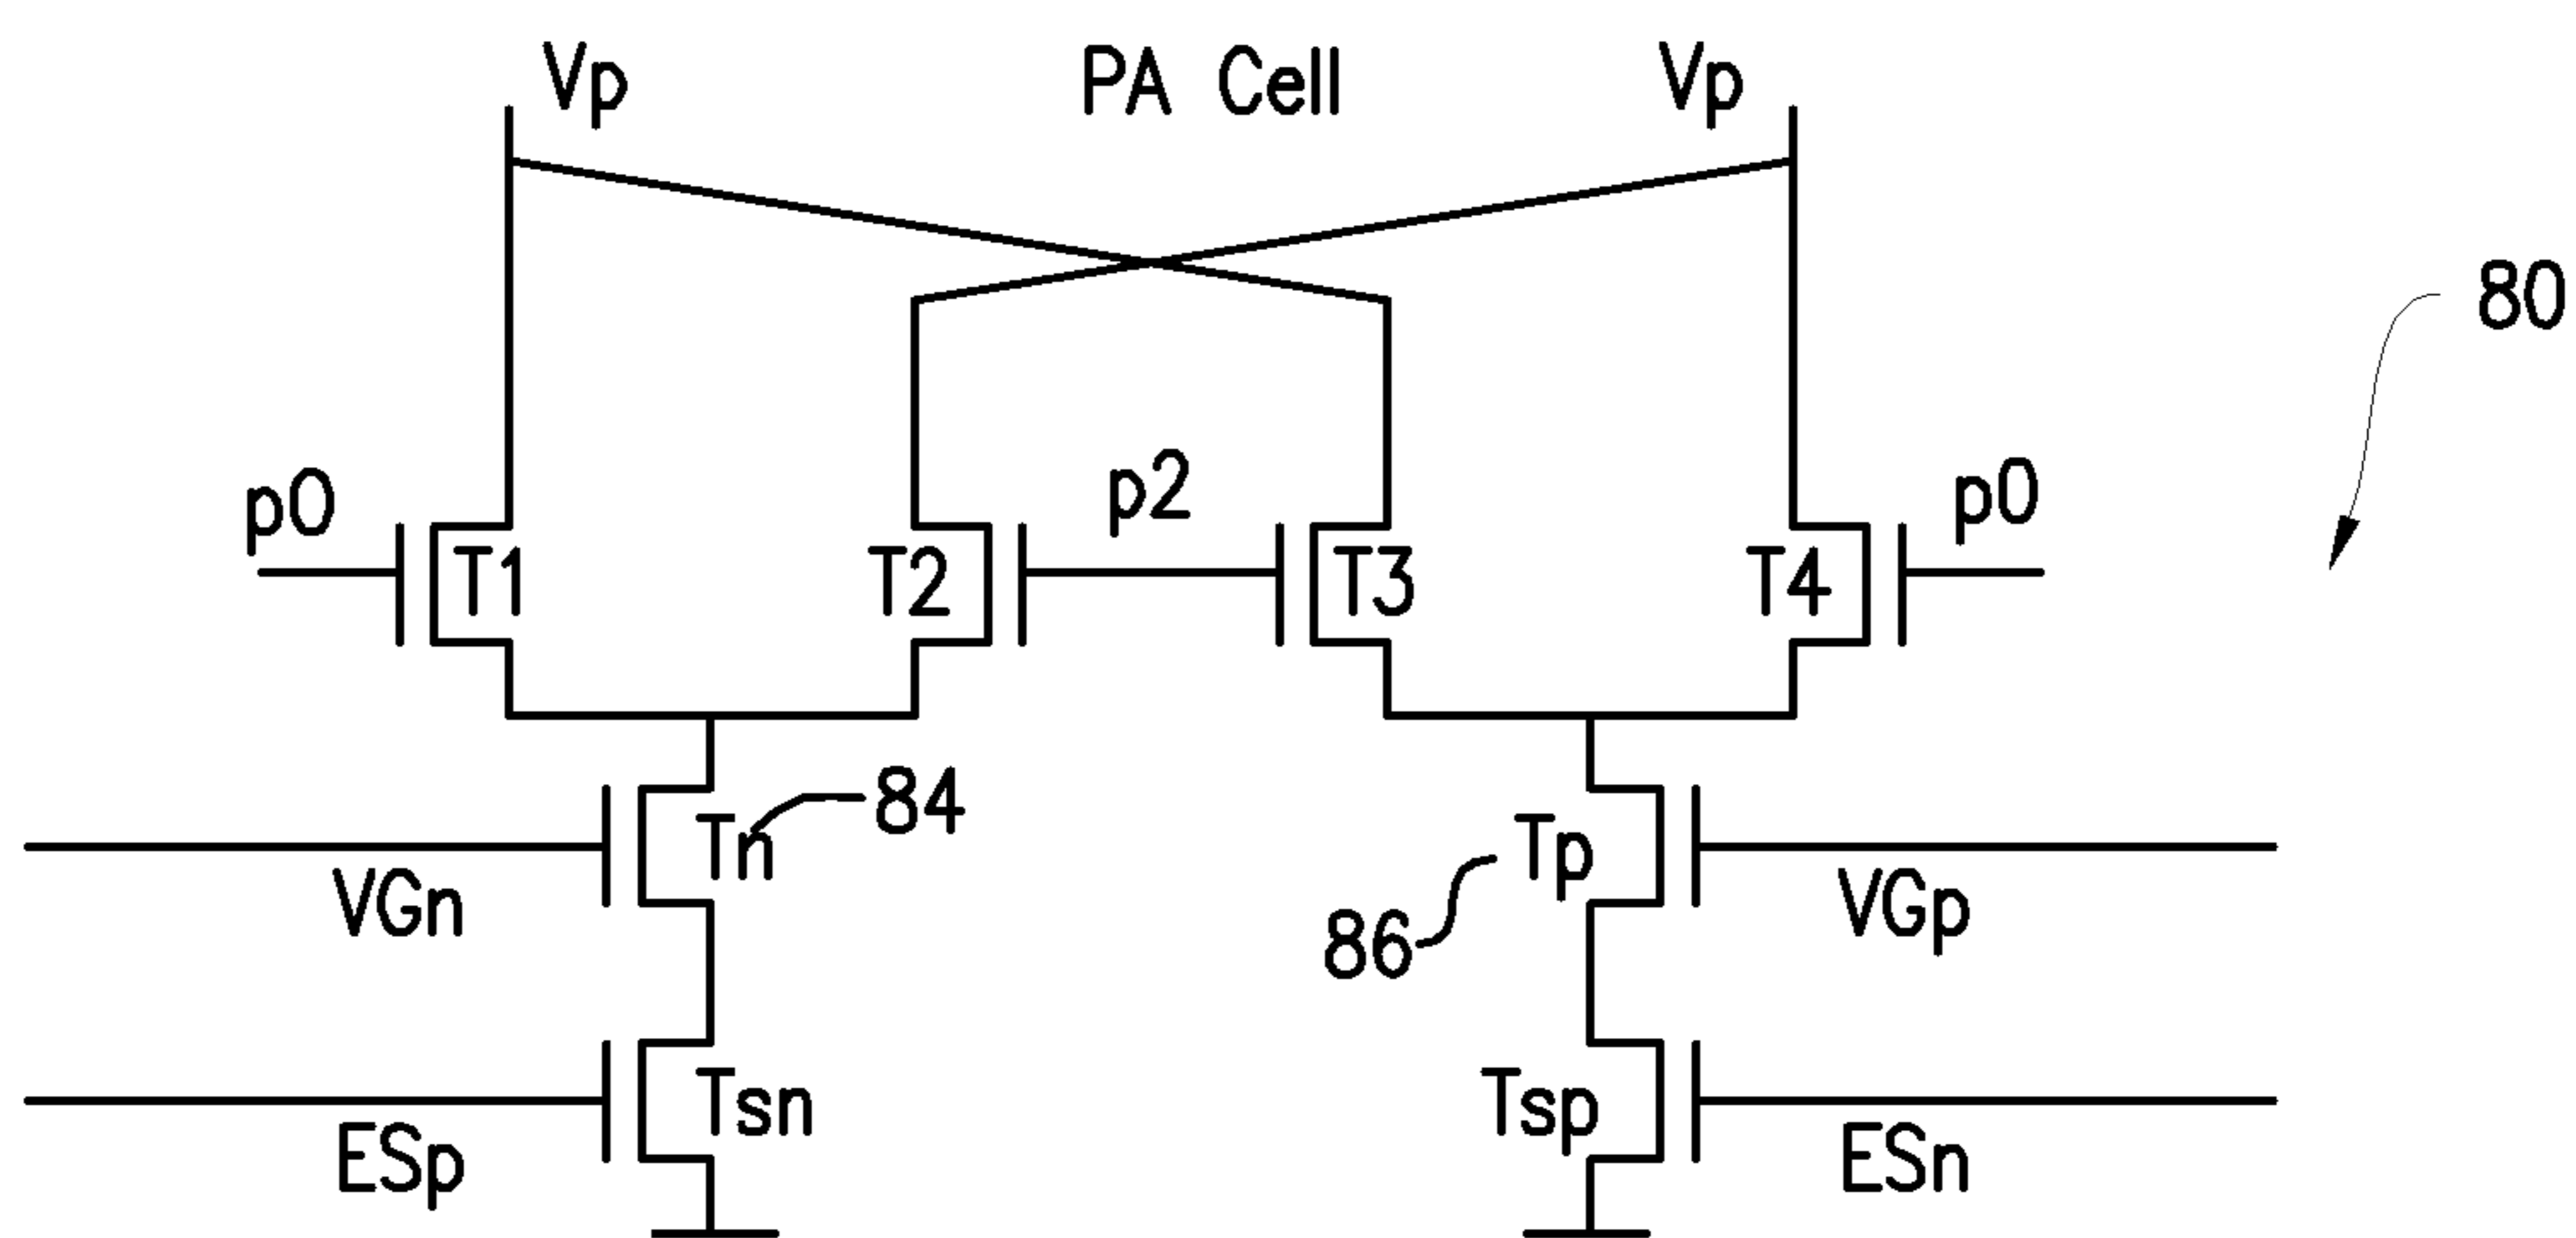 Vp PA Cell Vp
80
p0 p2 p0
T1 T2 T3 T4
Tn 84 Tp
VGn 86 VGp
Tsn Tsp
ESp ESn